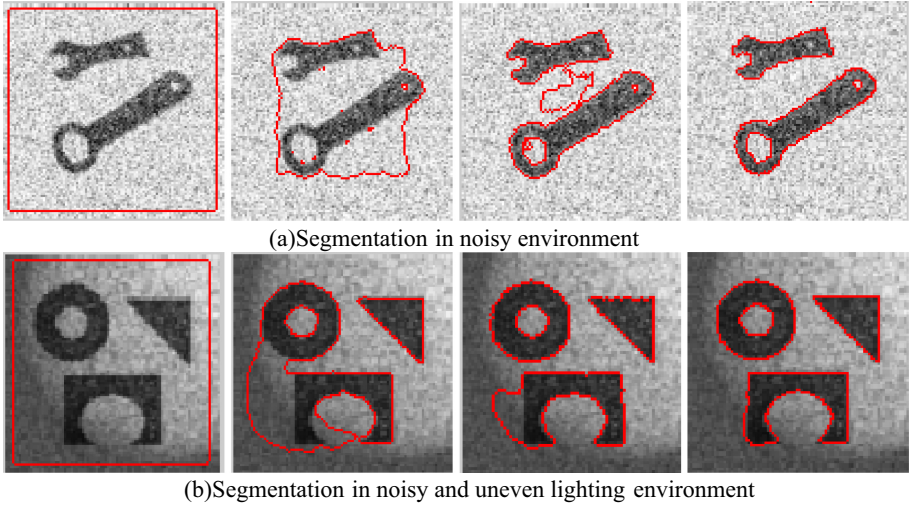 (a)Segmentation in noisy environment
(b)Segmentation in noisy and uneven lighting environment